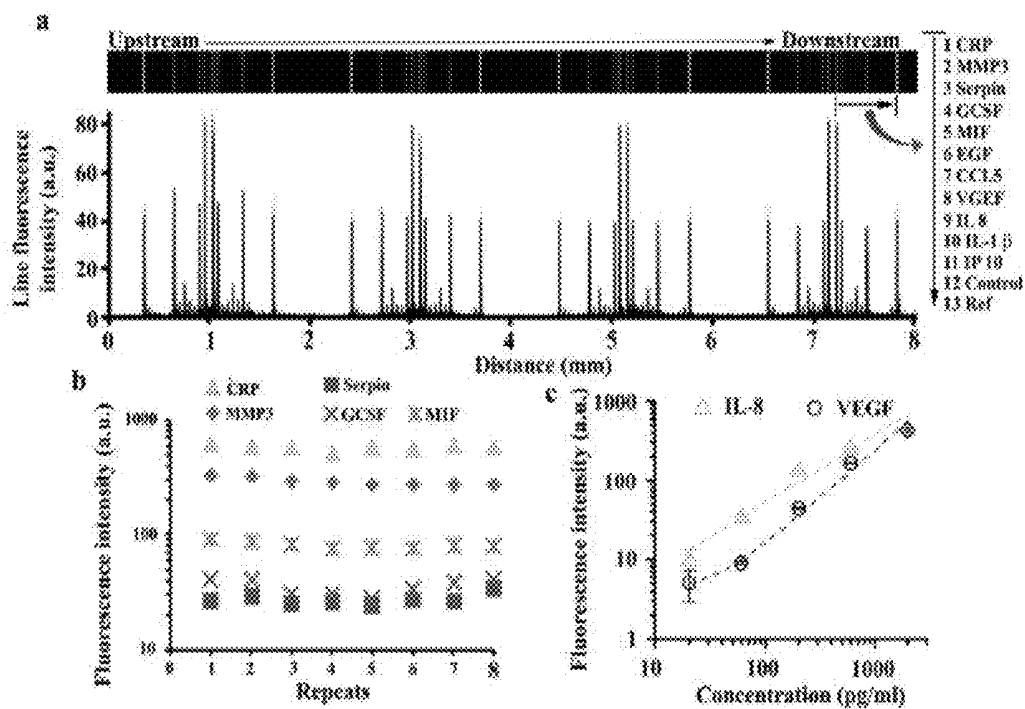 a
Upstream Downstream
1 CRP
2 MMP3
3 Serpin
4 GCSF
5 MIF
6 EGF
7 CCL5
8 VGEF
9 IL 8
10 IL-1 β
11 IP 10
12 Control
13 Ref
Line fluorescence
intensity (a.u.)
80
60
40
20
0
0 1 2 3 4 5 6 7 8
Distance (mm)
b
CRP Serpin
MMP3 GCSF MIF
Fluorescence intensity (a.u.)
1000
100
10
0 1 2 3 4 5 6 7 8
Repeats
c
IL-8 VEGF
Fluorescence intensity (a.u.)
1000
100
10
1
10 100 1000
Concentration (pg/ml)